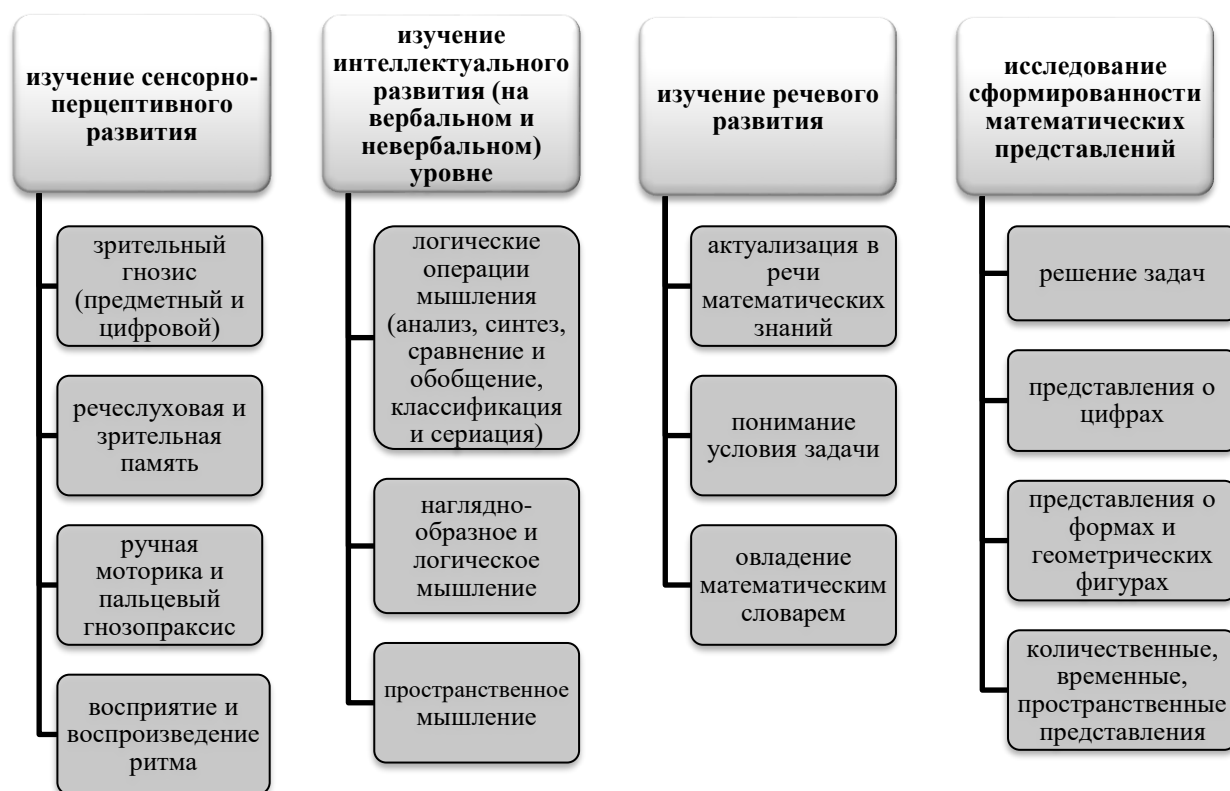 изучение сенсорно-
перцептивного
развития
зрительный
гнозис
(предметный и
цифровой)
речеслуховая и
зрительная
память
ручная
моторика и
пальцевый
гнозопраксис
восприятие и
воспроизведение
ритма
изучение
интеллектуального
развития (на
вербальном и
невербальном)
уровне
логические
операции
мышления
(анализ, синтез,
сравнение и
обобщение,
классификация
и сериация)
наглядно-
образное и
логическое
мышление
пространственное
мышление
изучение речевого
развития
актуализация в
речи
математических
знаний
понимание
условия задачи
овладение
математическим
словарем
исследование
сформированности
математических
представлений
решение задач
представления о
цифрах
представления о
формах и
геометрических
фигурах
количественные,
временные,
пространственные
представления